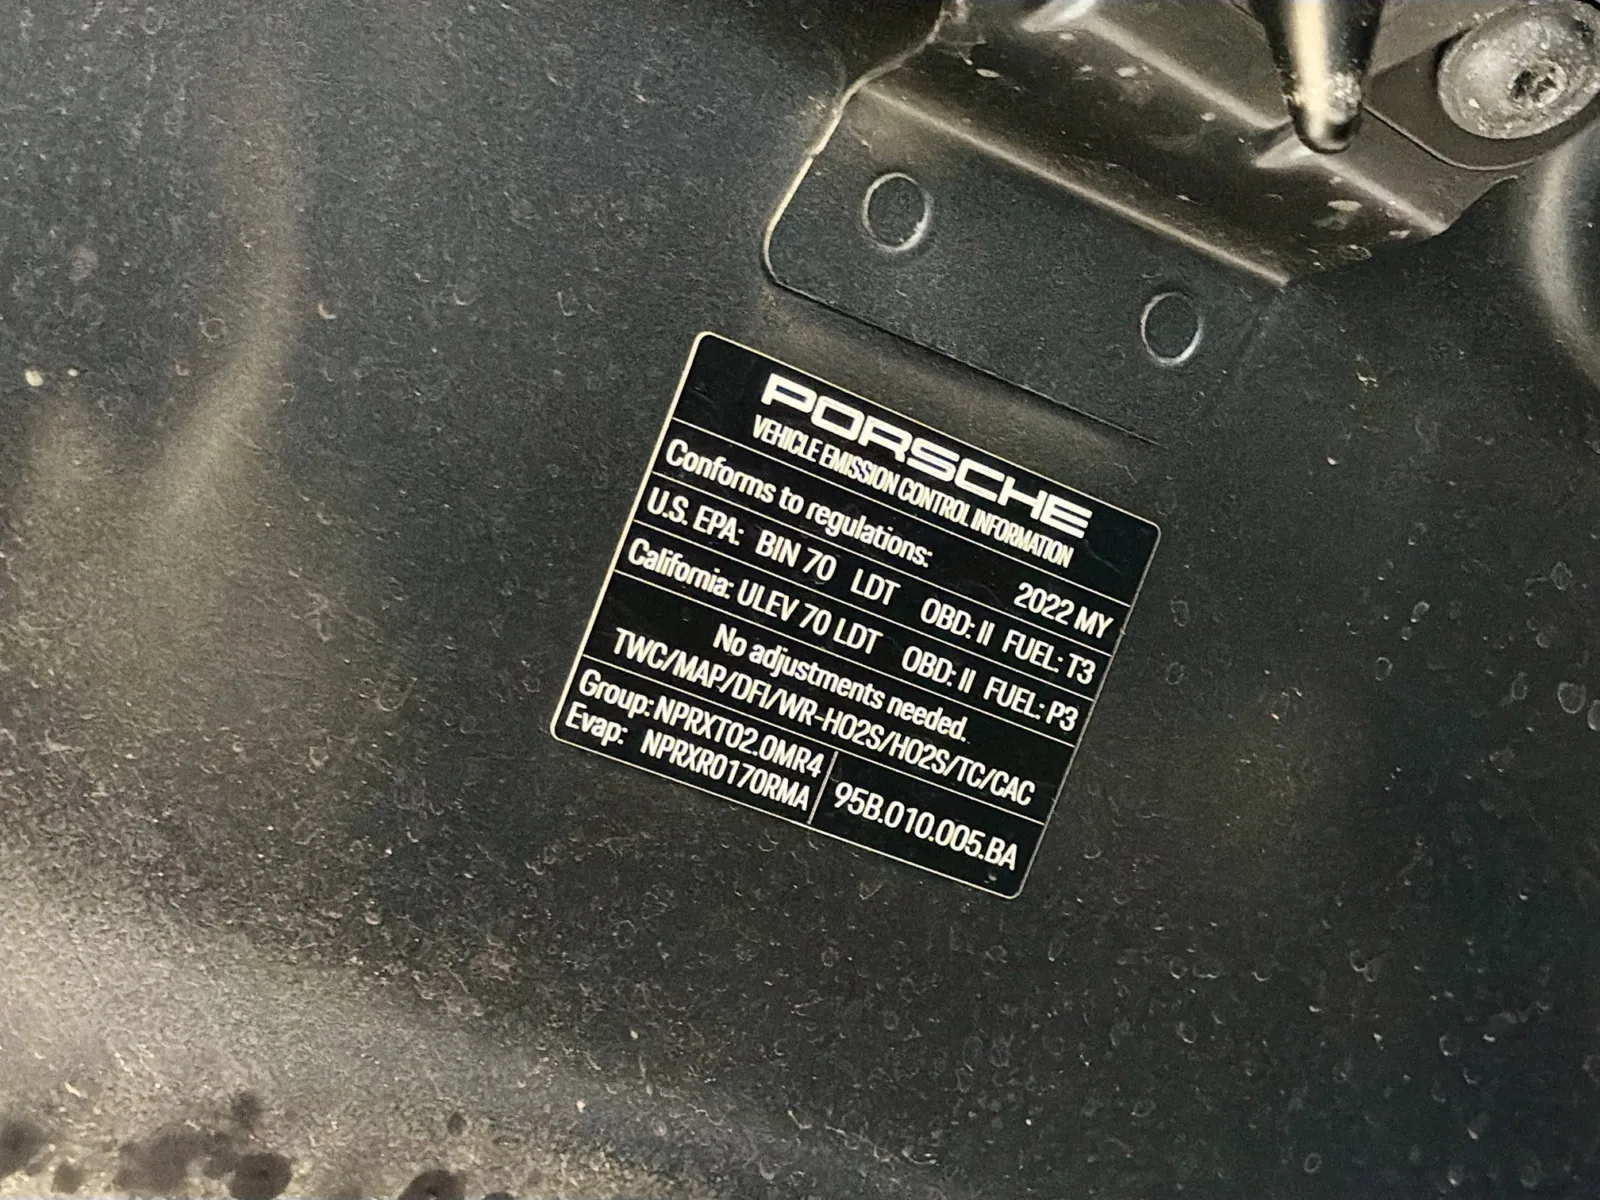 PORSCHE
VEHICLE EMISSION CONTROL INFORMATION
Conforms to regulations: 2022 MY
U.S. EPA: BIN 70 LDT OBD: II FUEL: T3
California: ULEV 70 LDT OBD: II FUEL: P3
No adjustments needed.
TWC/MAP/DFI/WR-HO2S/HO2S/TC/CAC
Group: NPRXT02.0MR4
Evap: NPRXR0170RMA
95B.010.005.BA